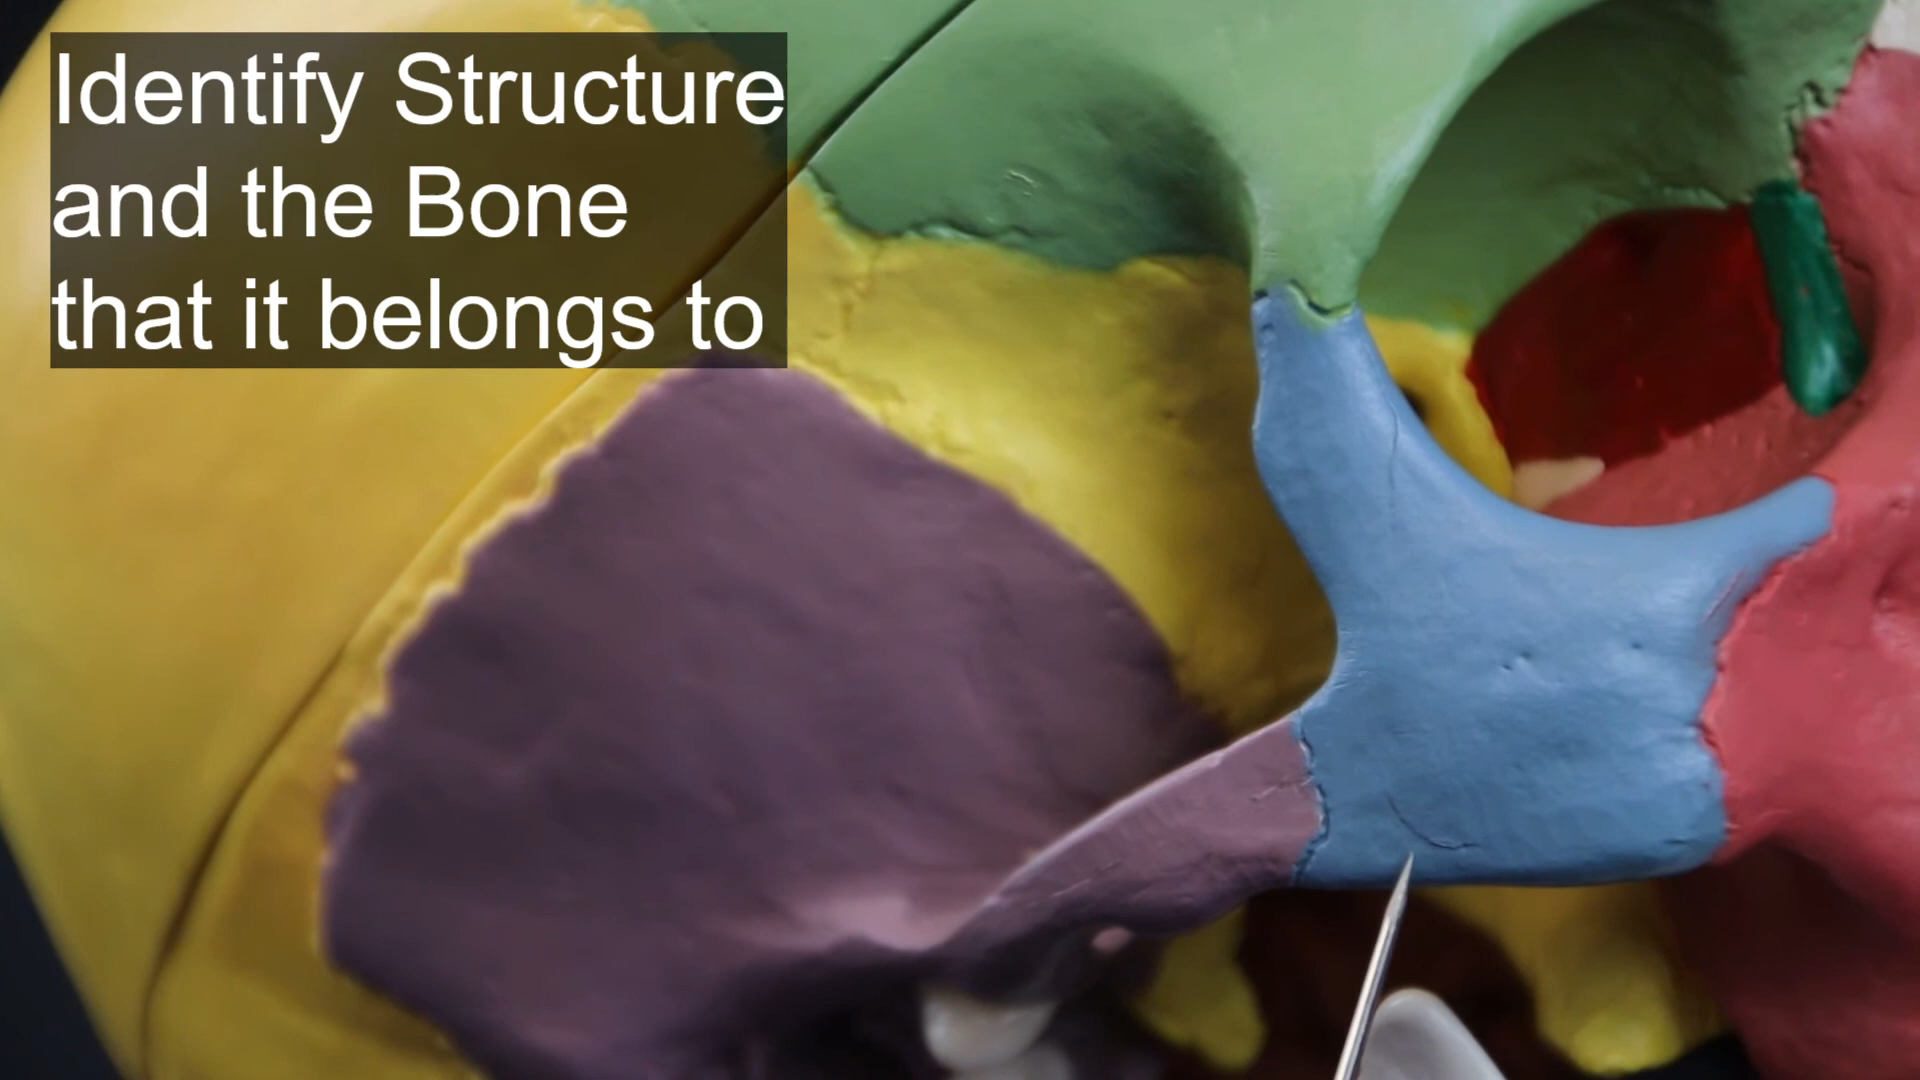 Identify Structure
and the Bone
that it belongs to